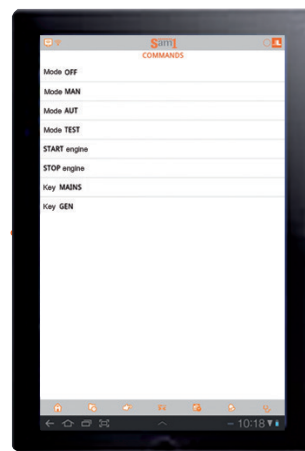 Sam1
COMMANDS
Mode OFF
Mode MAN
Mode AUT
Mode TEST
START engine
STOP engine
Key MAINS
Key GEN
10:18